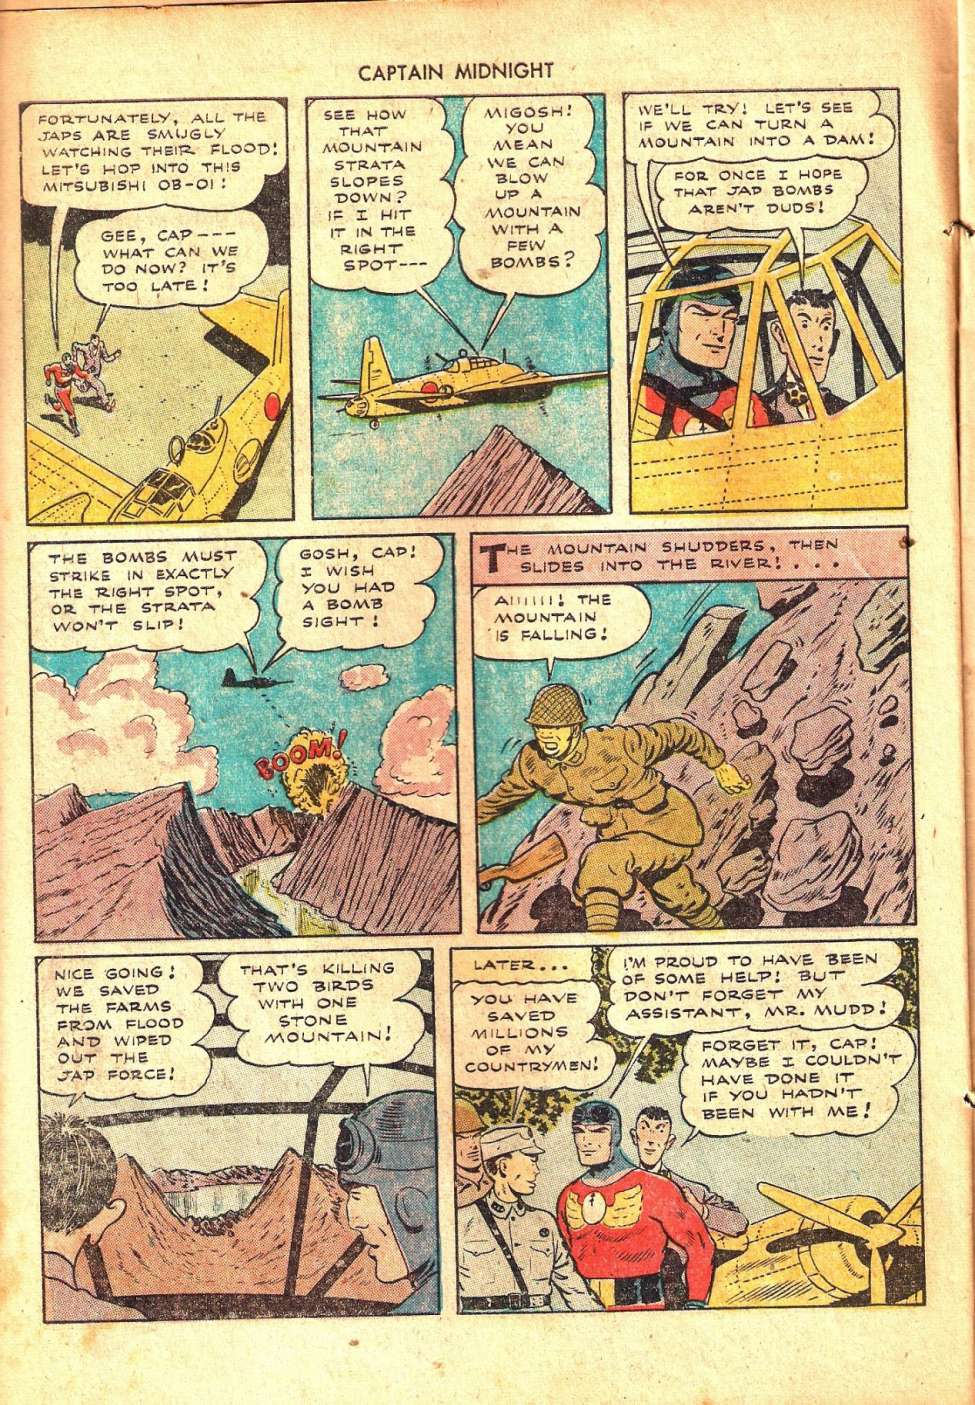 CAPTAIN MIDNIGHT
FORTUNATELY, ALL THE
JAPS ARE SMUGLY
WATCHING THEIR FLOOD!
LET'S HOP INTO THIS
MITSUBISHI OB-01!
GEE, CAP---
WHAT CAN WE
DO NOW? IT'S
TOO LATE!
SEE HOW
THAT
MOUNTAIN
STRATA
SLOPES
DOWN?
IF I HIT
IT IN THE
RIGHT
SPOT---
MIGOSH!
YOU
MEAN
WE CAN
BLOW
UP A
MOUNTAIN
WITH A
FEW
BOMBS?
WE'LL TRY! LET'S SEE
IF WE CAN TURN A
MOUNTAIN INTO A DAM!
FOR ONCE I HOPE
THAT JAP BOMBS
AREN'T DUDS!
THE BOMBS MUST
STRIKE IN EXACTLY
THE RIGHT SPOT,
OR THE STRATA
WON'T SLIP!
GOSH, CAP!
I WISH
YOU HAD
A BOMB
SIGHT!
BOOM!
THE MOUNTAIN SHUDDERS, THEN
SLIDES INTO THE RIVER!....
AIIIIII! THE
MOUNTAIN
IS FALLING!
NICE GOING!
WE SAVED
THE FARMS
FROM FLOOD
AND WIPED
OUT THE
JAP FORCE!
THAT'S KILLING
TWO BIRDS
WITH ONE
STONE
MOUNTAIN!
LATER...
YOU HAVE
SAVED
MILLIONS
OF MY
COUNTRYMEN!
I'M PROUD TO HAVE BEEN
OF SOME HELP! BUT
DON'T FORGET MY
ASSISTANT, MR. MUDD!
FORGET IT, CAP!
MAYBE I COULDN'T
HAVE DONE IT
IF YOU HADN'T
BEEN WITH ME!